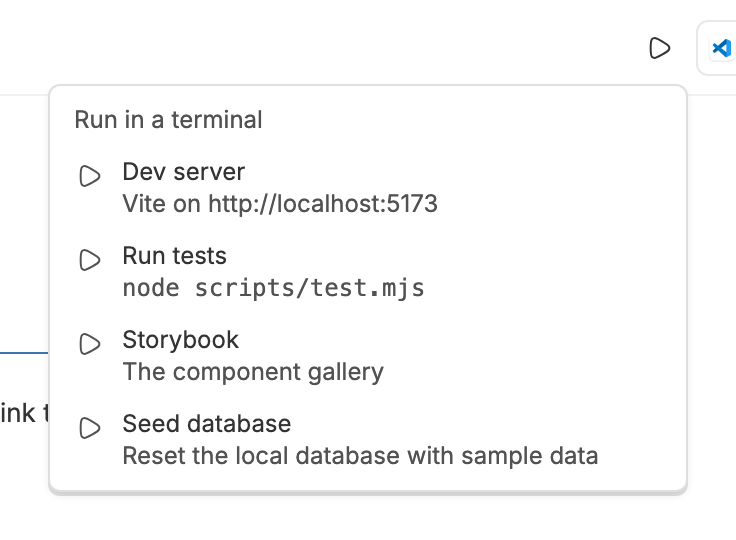 Run in a terminal
Dev server
Vite on http://localhost:5173
Run tests
node scripts/test.mjs
Storybook
The component gallery
ink t
Seed database
Reset the local database with sample data